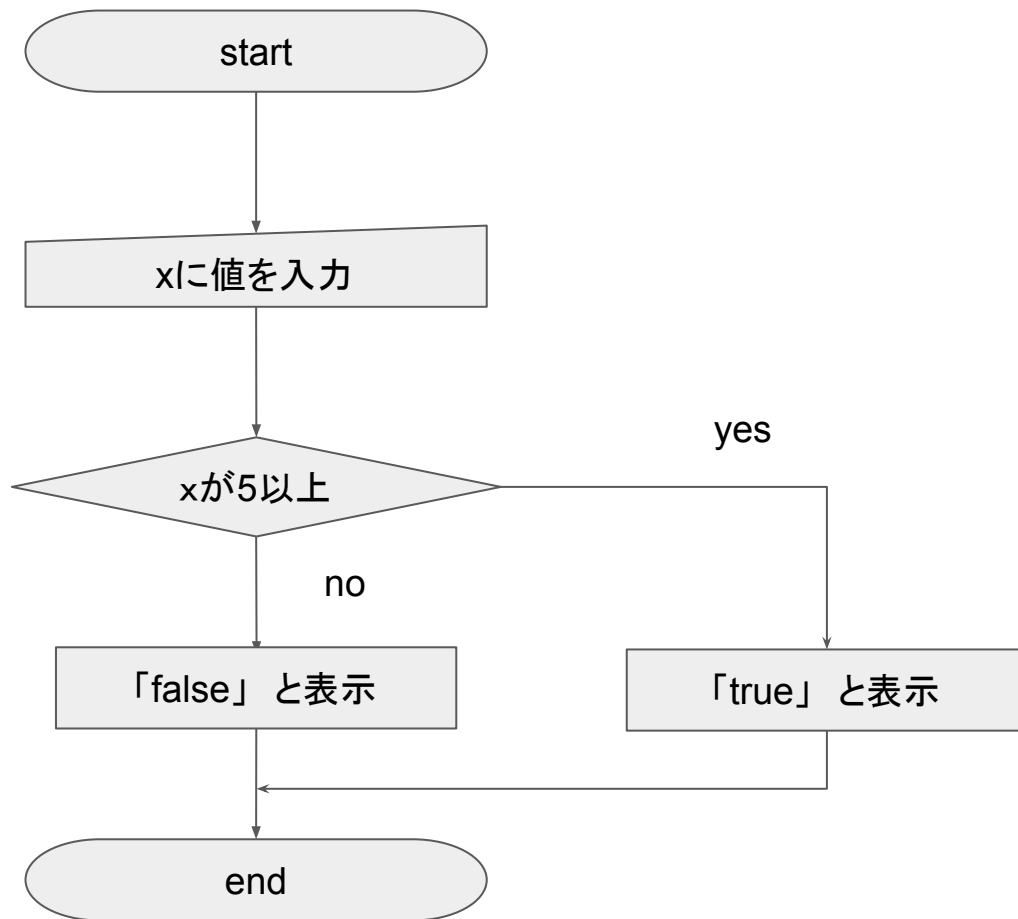 start
xに値を入力
yes
xが5以上
no
「false」 と表示
「true」 と表示
end